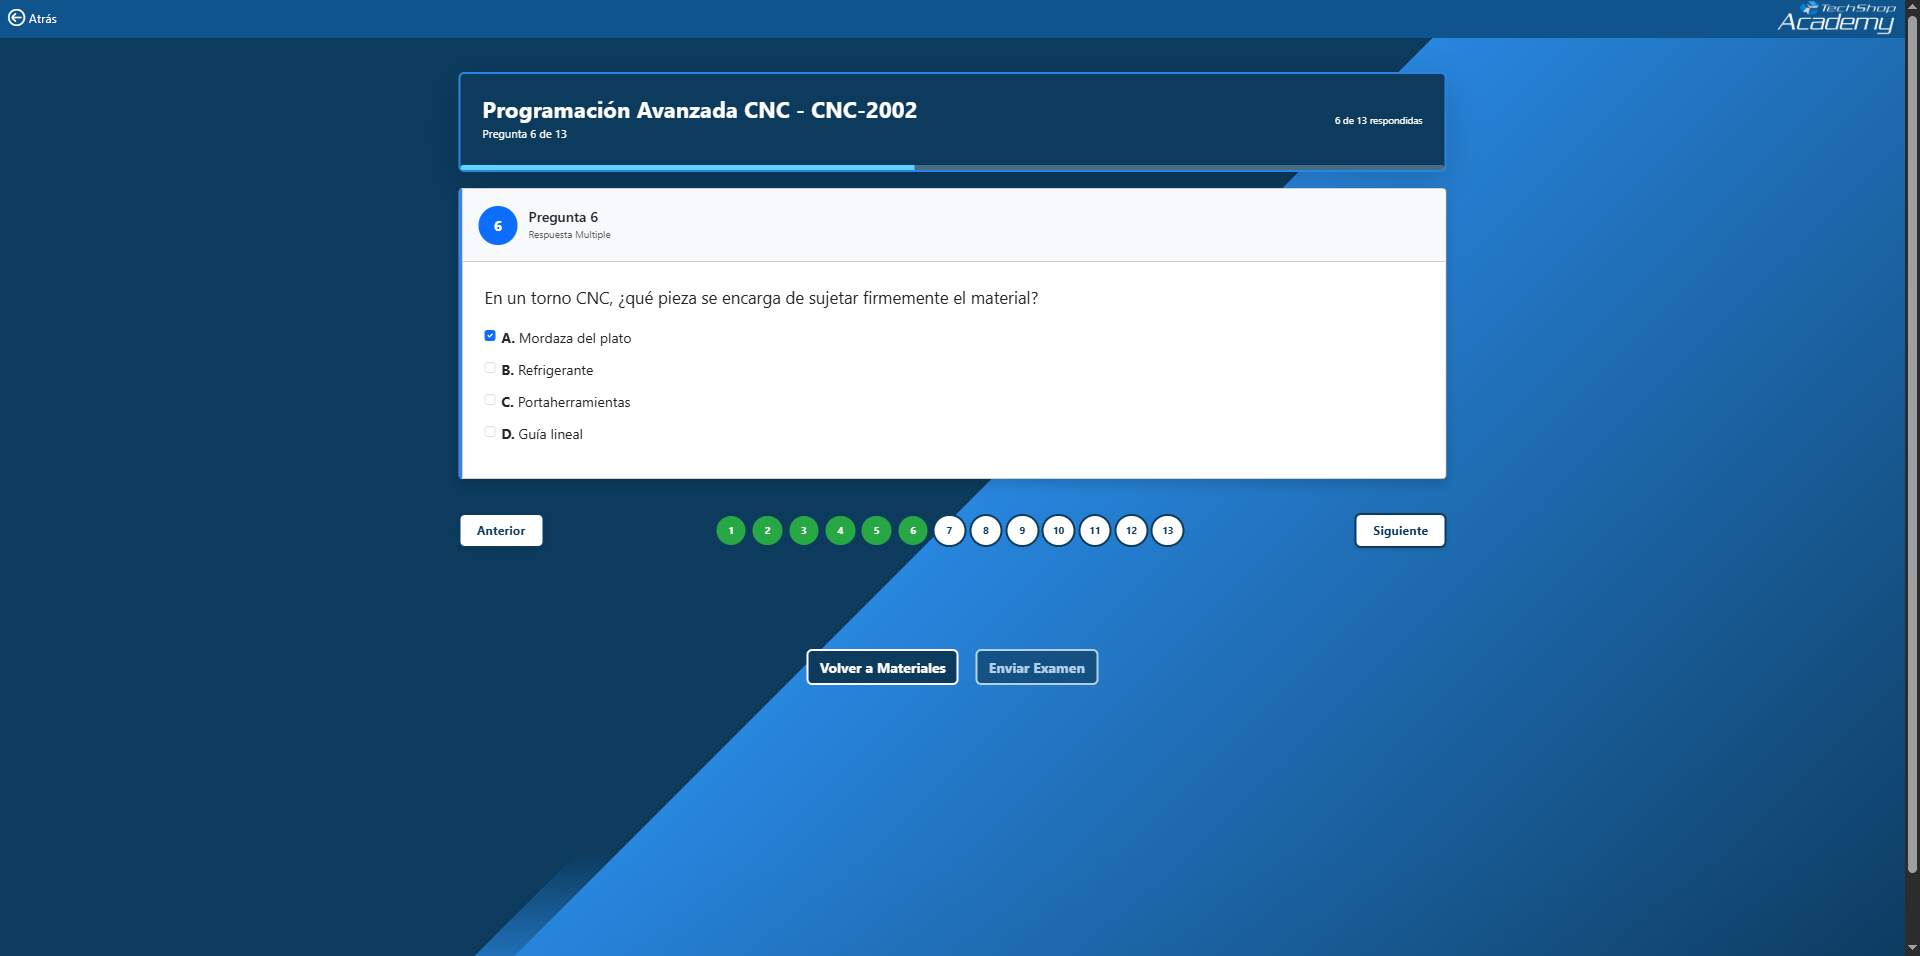 Atrás
TechShop
Academy
Programación Avanzada CNC - CNC-2002
Pregunta 6 de 13
6 de 13 respondidas
6
Pregunta 6
Respuesta Multiple
En un torno CNC, ¿qué pieza se encarga de sujetar firmemente el material?
A. Mordaza del plato
B. Refrigerante
C. Portaherramientas
D. Guía lineal
Anterior
1 2 3 4 5 6 7 8 9 10 11 12 13
Siguiente
Volver a Materiales
Enviar Examen